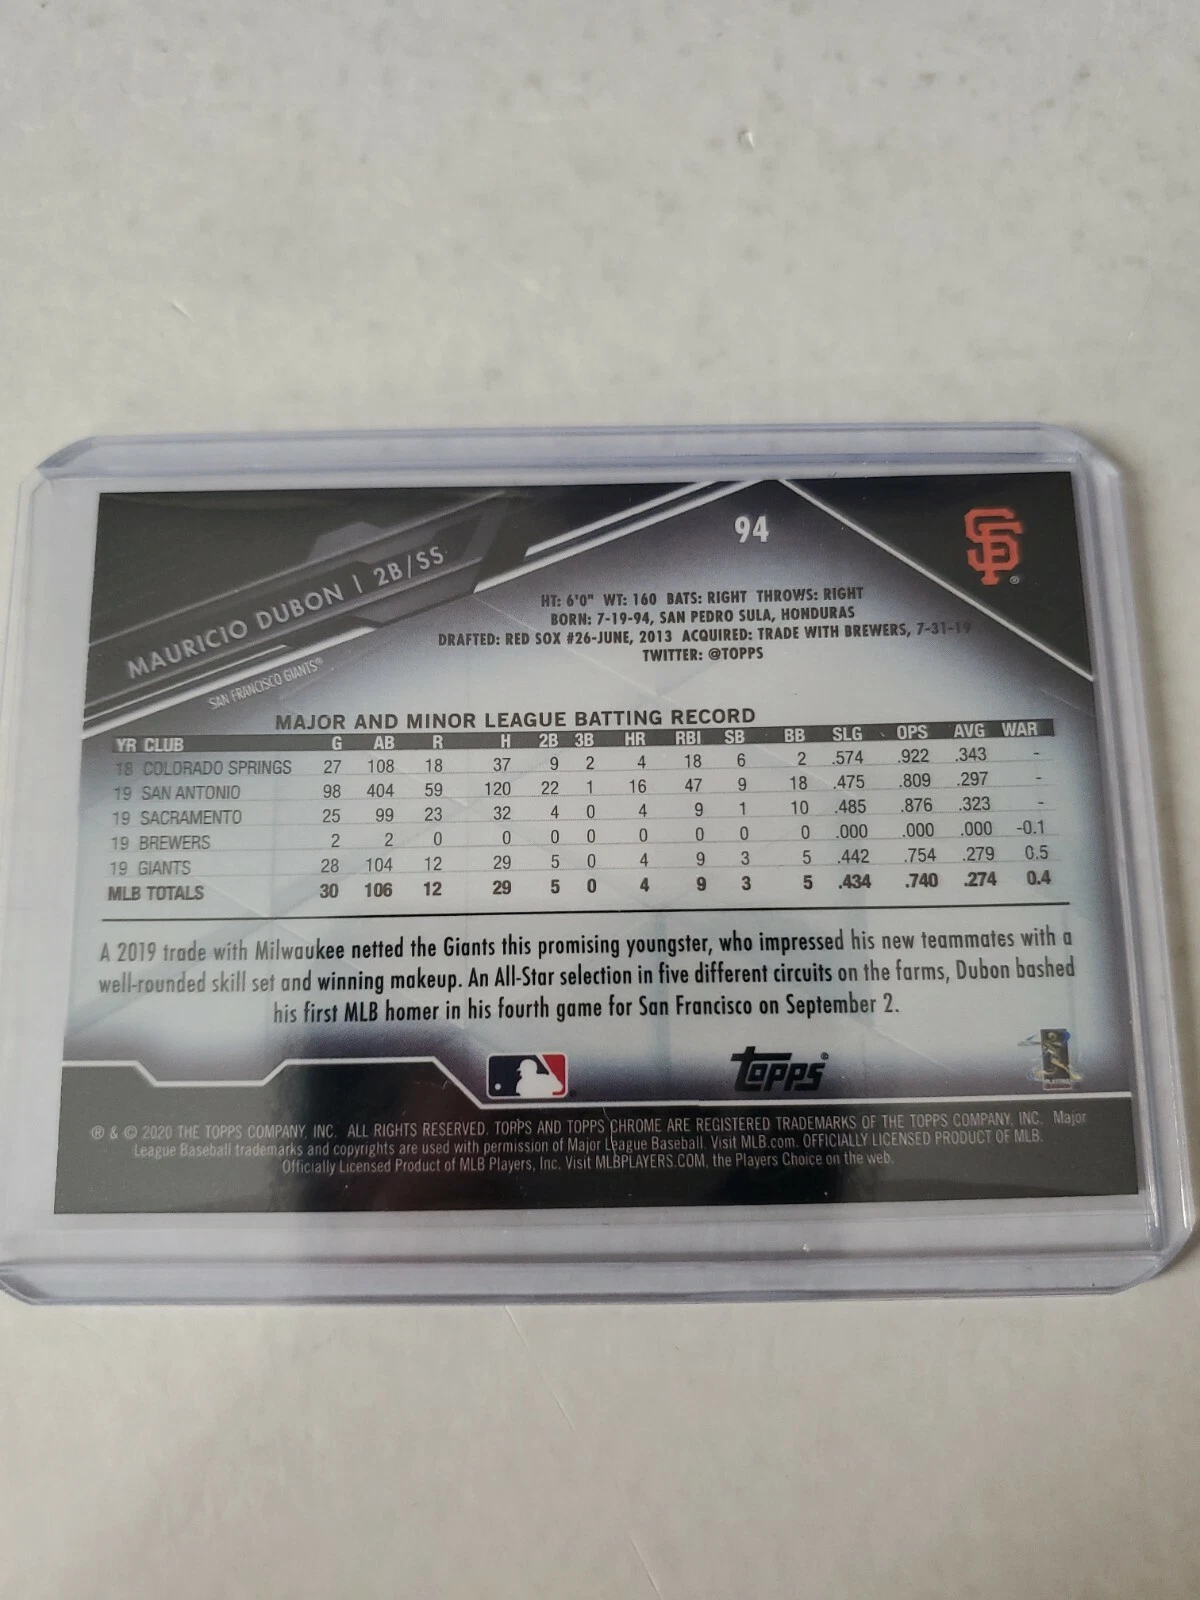 94
SF
MAURICIO DUBON | 2B/SS
SAN FRANCISCO GIANTS®
HT: 6'0" WT: 160 BATS: RIGHT THROWS: RIGHT
BORN: 7-19-94, SAN PEDRO SULA, HONDURAS
DRAFTED: RED SOX #26-JUNE, 2013 ACQUIRED: TRADE WITH BREWERS, 7-31-19
TWITTER: @TOPPS
MAJOR AND MINOR LEAGUE BATTING RECORD
YR CLUB G AB R H 2B 3B HR RBI SB BB SLG OPS AVG WAR
18 COLORADO SPRINGS 27 108 18 37 9 2 4 18 6 2 .574 .922 .343 -
19 SAN ANTONIO 98 404 59 120 22 1 16 47 9 18 .475 .809 .297 -
19 SACRAMENTO 25 99 23 32 4 0 4 9 1 10 .485 .876 .323 -
19 BREWERS 2 2 0 0 0 0 0 0 0 0 .000 .000 .000 -0.1
19 GIANTS 28 104 12 29 5 0 4 9 3 5 .442 .754 .279 0.5
MLB TOTALS 30 106 12 29 5 0 4 9 3 5 .434 .740 .274 0.4
A 2019 trade with Milwaukee netted the Giants this promising youngster, who impressed his new teammates with a
well-rounded skill set and winning makeup. An All-Star selection in five different circuits on the farms, Dubon bashed
his first MLB homer in his fourth game for San Francisco on September 2.
topps®
® & © 2020 THE TOPPS COMPANY, INC. ALL RIGHTS RESERVED. TOPPS AND TOPPS CHROME ARE REGISTERED TRADEMARKS OF THE TOPPS COMPANY, INC. Major
League Baseball trademarks and copyrights are used with permission of Major League Baseball. Visit MLB.com. OFFICIALLY LICENSED PRODUCT OF MLB.
Officially Licensed Product of MLB Players, Inc. Visit MLBPLAYERS.COM, the Players Choice on the web.